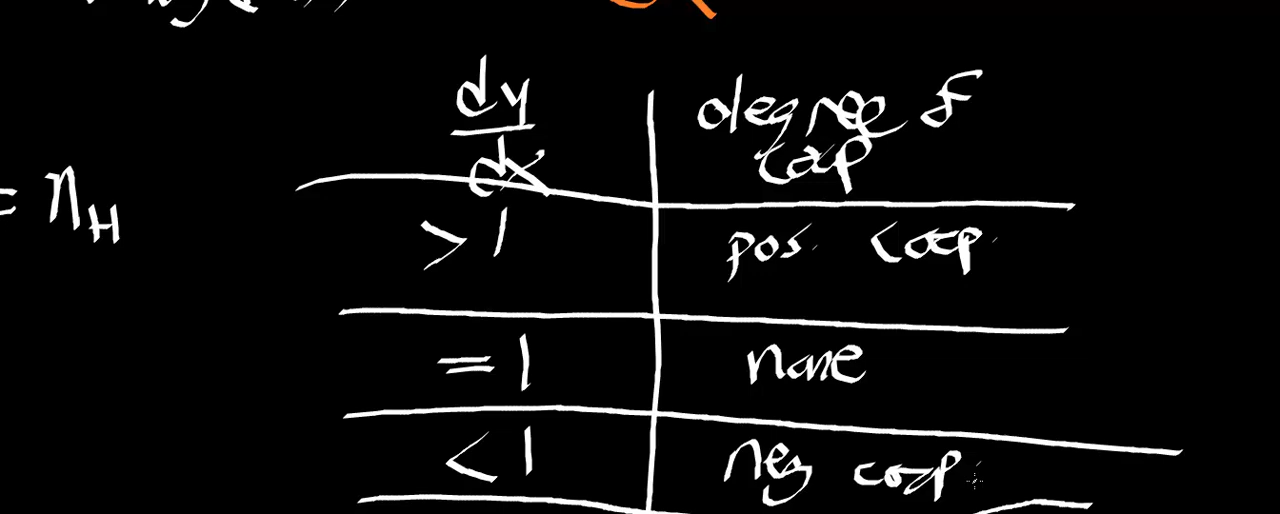 dy degree of
dx coop
= n_H
> 1 pos. coop.
= 1 none
< 1 neg coop